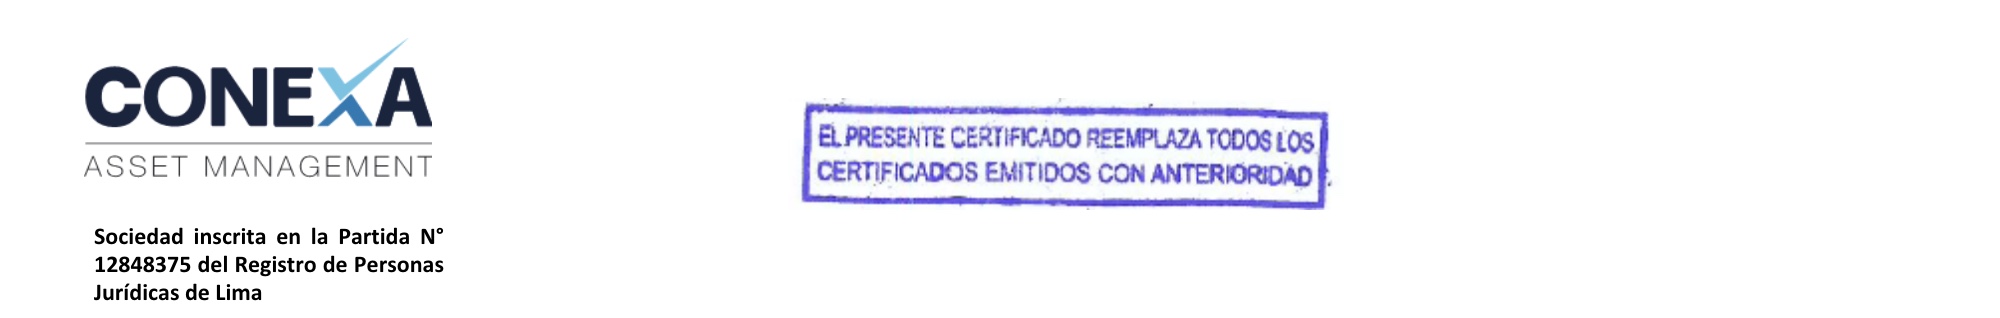 CONEXA
ASSET MANAGEMENT
EL PRESENTE CERTIFICADO REEMPLAZA TODOS LOS
CERTIFICADOS EMITIDOS CON ANTERIORIDAD
Sociedad inscrita en la Partida N°
12848375 del Registro de Personas
Jurídicas de Lima